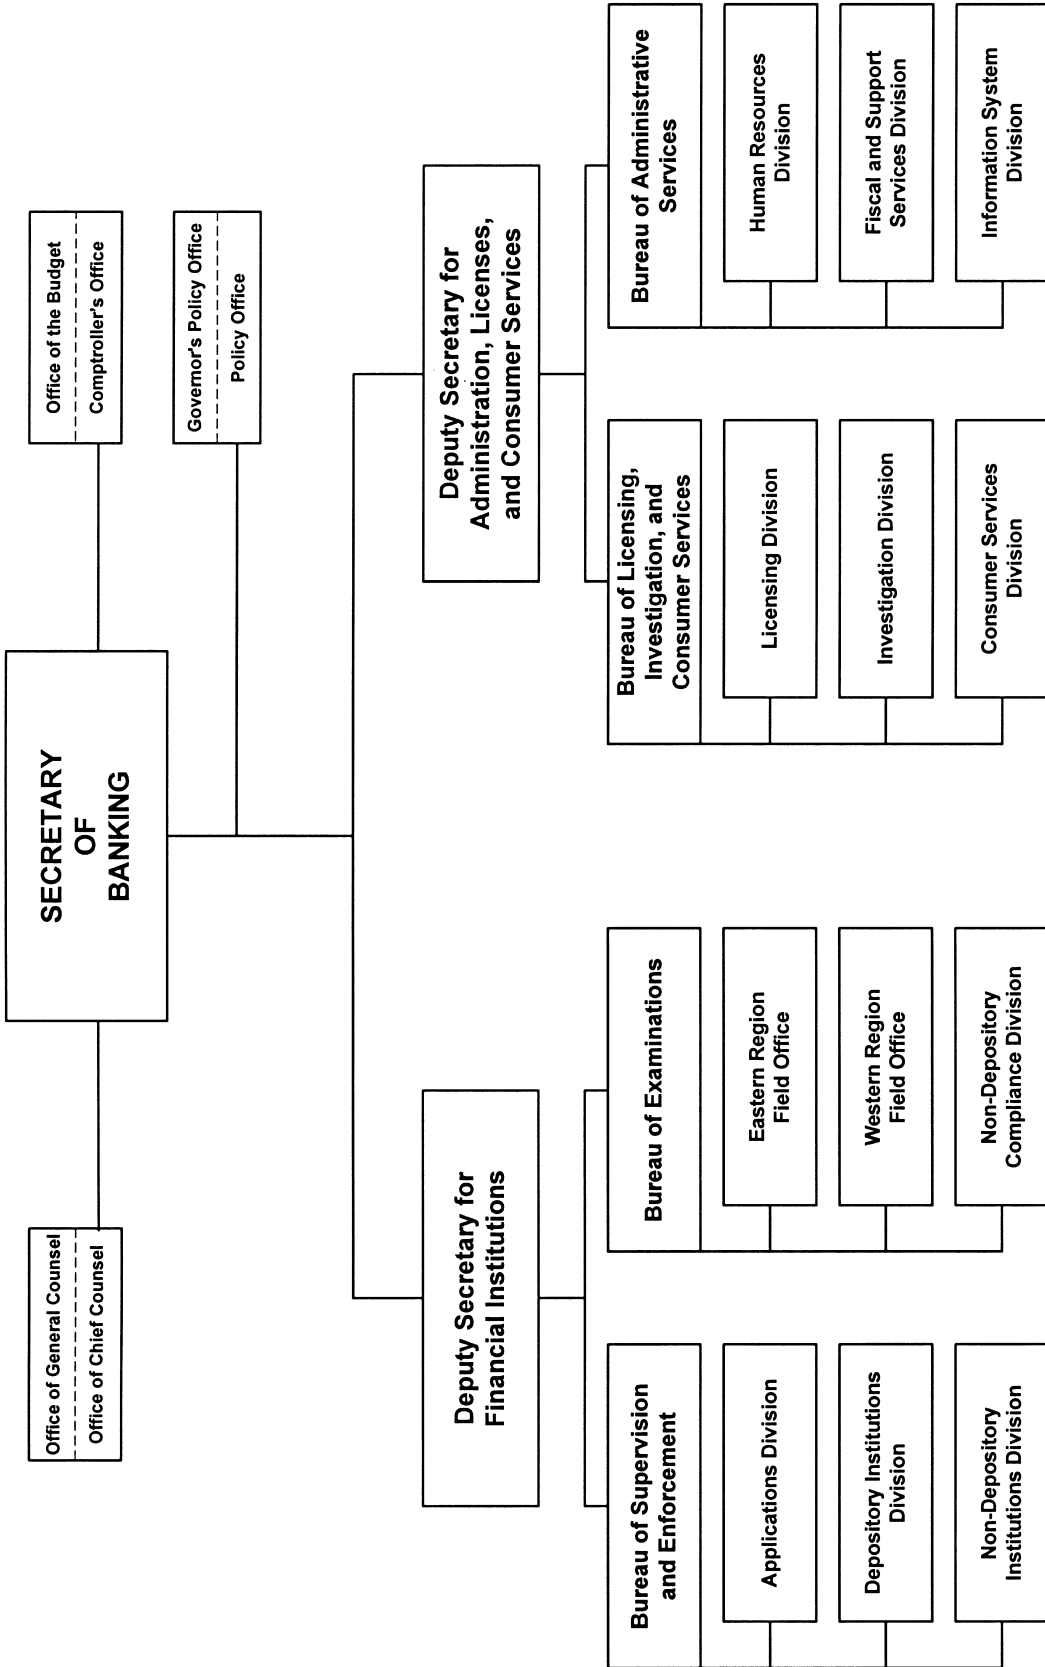 SECRETARY
OF
BANKING
Office of General Counsel
Office of Chief Counsel
Office of the Budget
Comptroller's Office
Governor's Policy Office
Policy Office
Deputy Secretary for
Financial Institutions
Deputy Secretary for
Administration, Licenses,
and Consumer Services
Bureau of Supervision
and Enforcement
Applications Division
Depository Institutions
Division
Non-Depository
Institutions Division
Bureau of Examinations
Eastern Region
Field Office
Western Region
Field Office
Non-Depository
Compliance Division
Bureau of Licensing,
Investigation, and
Consumer Services
Licensing Division
Investigation Division
Consumer Services
Division
Bureau of Administrative
Services
Human Resources
Division
Fiscal and Support
Services Division
Information System
Division